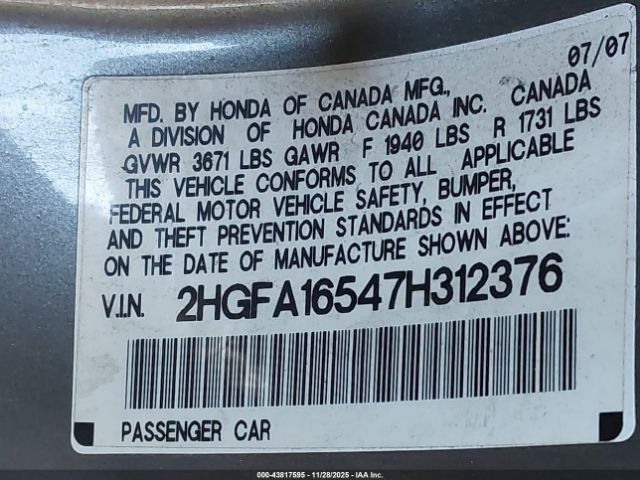 07/07
MFD. BY HONDA OF CANADA MFG., CANADA
A DIVISION OF HONDA CANADA INC.
GVWR 3671 LBS GAWR F 1940 LBS R 1731 LBS
THIS VEHICLE CONFORMS TO ALL APPLICABLE
FEDERAL MOTOR VEHICLE SAFETY, BUMPER,
AND THEFT PREVENTION STANDARDS IN EFFECT
ON THE DATE OF MANUFACTURE SHOWN ABOVE:
V.I.N. 2HGFA16547H312376
PASSENGER CAR
000-43817595 - 11/28/2025 - IAA Inc.